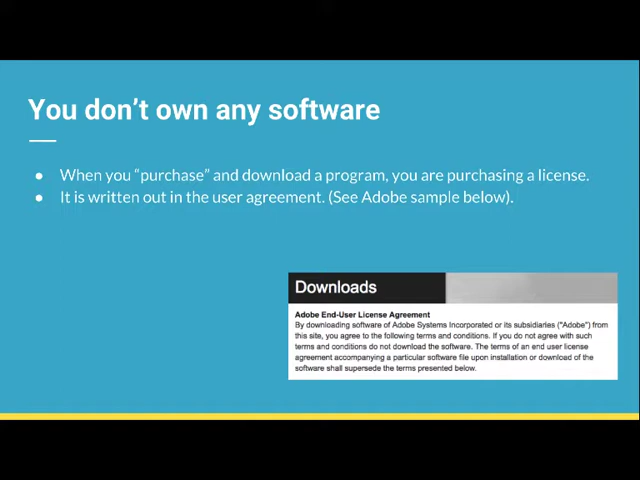 You don’t own any software
● When you “purchase” and download a program, you are purchasing a license.
● It is written out in the user agreement. (See Adobe sample below).
Downloads
Adobe End-User License Agreement
By downloading software of Adobe Systems Incorporated or its subsidiaries ("Adobe") from
this site, you agree to the following terms and conditions. If you do not agree with such
terms and conditions do not download the software. The terms of an end user license
agreement accompanying a particular software file upon installation or download of the
software shall supersede the terms presented below.